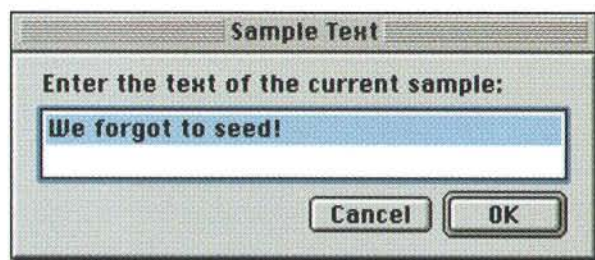 Sample Text
Enter the text of the current sample:
We forgot to seed!
Cancel OK